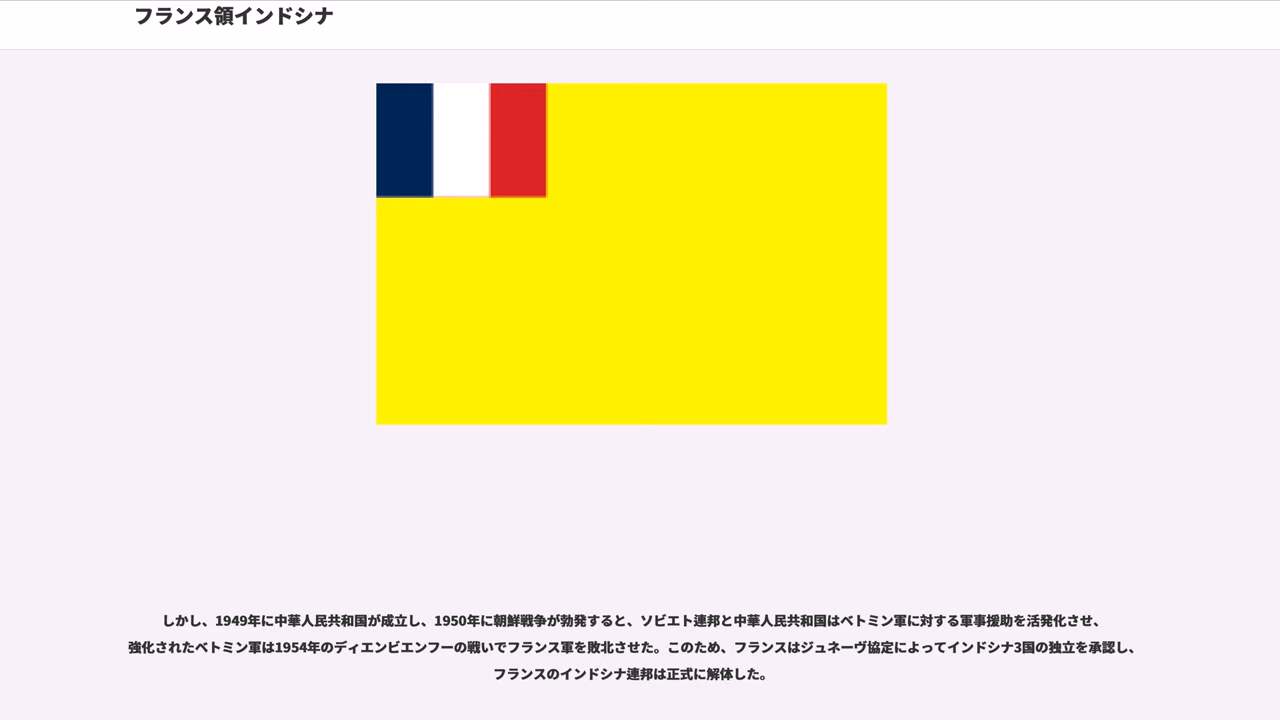 フランス領インドシナ
しかし、1949年に中華人民共和国が成立し、1950年に朝鮮戦争が勃発すると、ソビエト連邦と中華人民共和国はベトミン軍に対する軍事援助を活発化させ、
強化されたベトミン軍は1954年のディエンビエンフーの戦いでフランス軍を敗北させた。このため、フランスはジュネーヴ協定によってインドシナ3国の独立を承認し、
フランスのインドシナ連邦は正式に解体した。